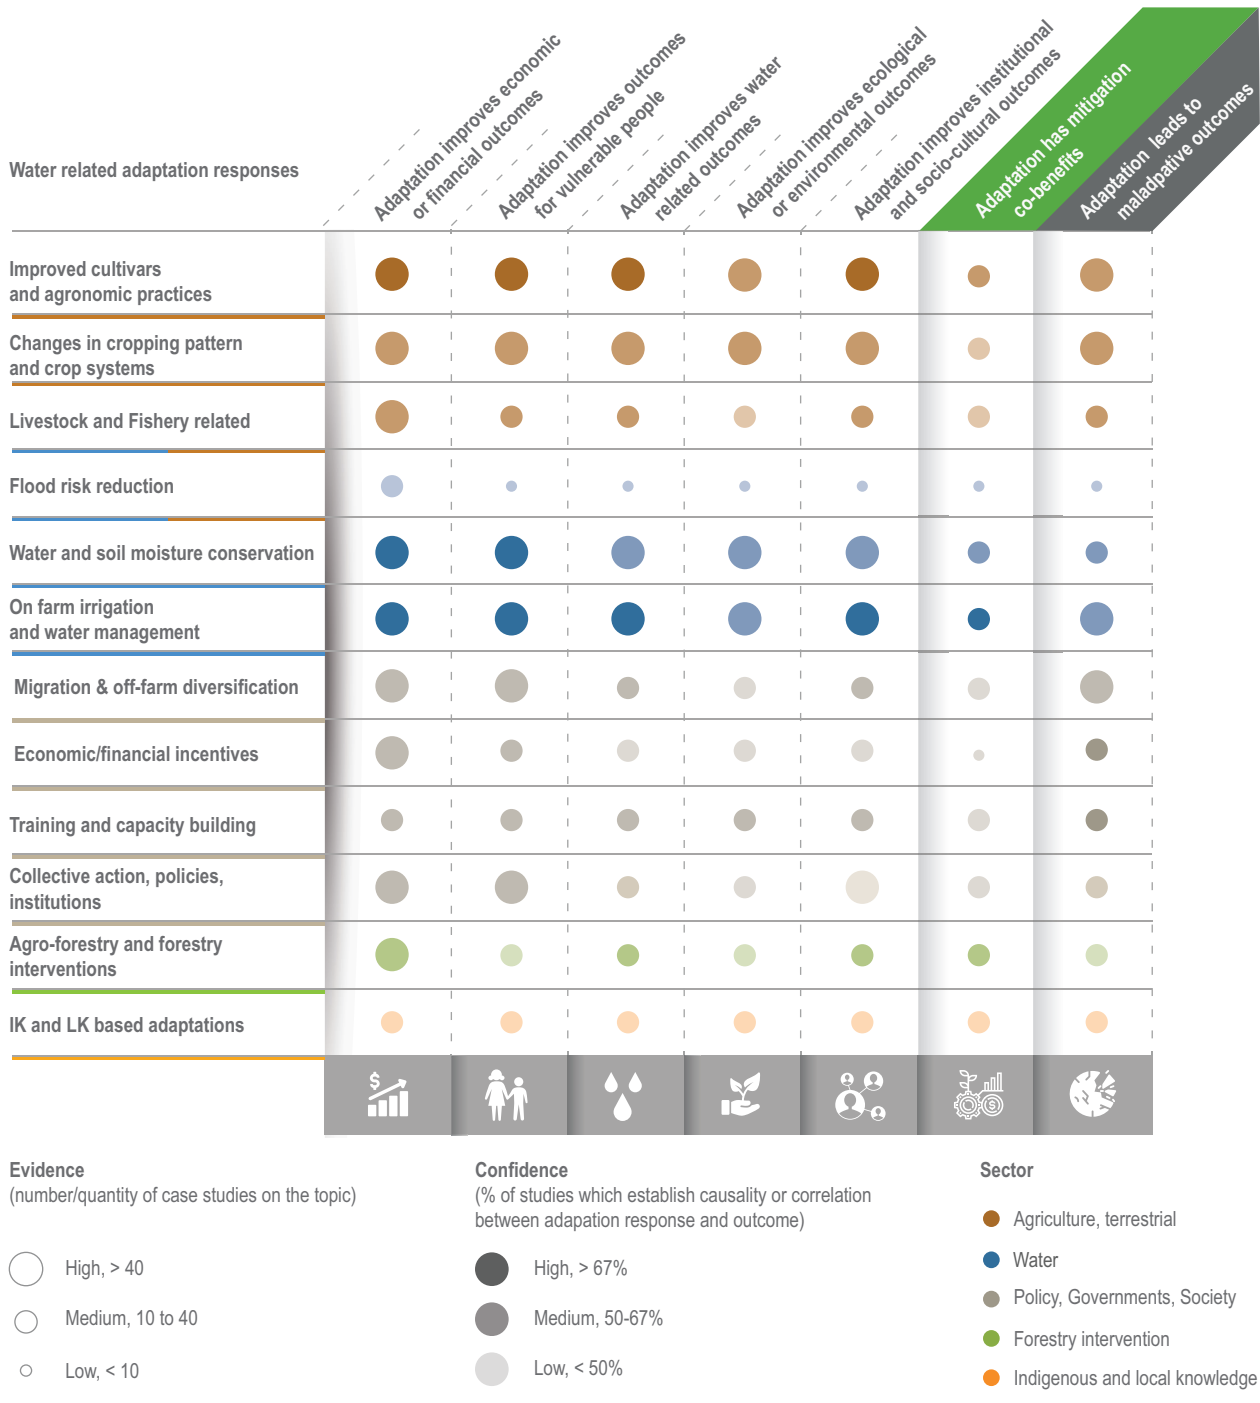 Adaptation improves economic
or financial outcomes
Adaptation improves outcomes
for vulnerable people
Adaptation improves water
related outcomes
Adaptation improves ecological
or environmental outcomes
Adaptation improves institutional
and socio-cultural outcomes
Adaptation has mitigation
co-benefits
Adaptation leads to
maladpative outcomes
Water related adaptation responses
Improved cultivars
and agronomic practices
Changes in cropping pattern
and crop systems
Livestock and Fishery related
Flood risk reduction
Water and soil moisture conservation
On farm irrigation
and water management
Migration & off-farm diversification
Economic/financial incentives
Training and capacity building
Collective action, policies,
institutions
Agro-forestry and forestry
interventions
IK and LK based adaptations
$
$
Evidence
(number/quantity of case studies on the topic)
High, > 40
Medium, 10 to 40
Low, < 10
Confidence
(% of studies which establish causality or correlation
between adapation response and outcome)
High, > 67%
Medium, 50-67%
Low, < 50%
Sector
Agriculture, terrestrial
Water
Policy, Governments, Society
Forestry intervention
Indigenous and local knowledge